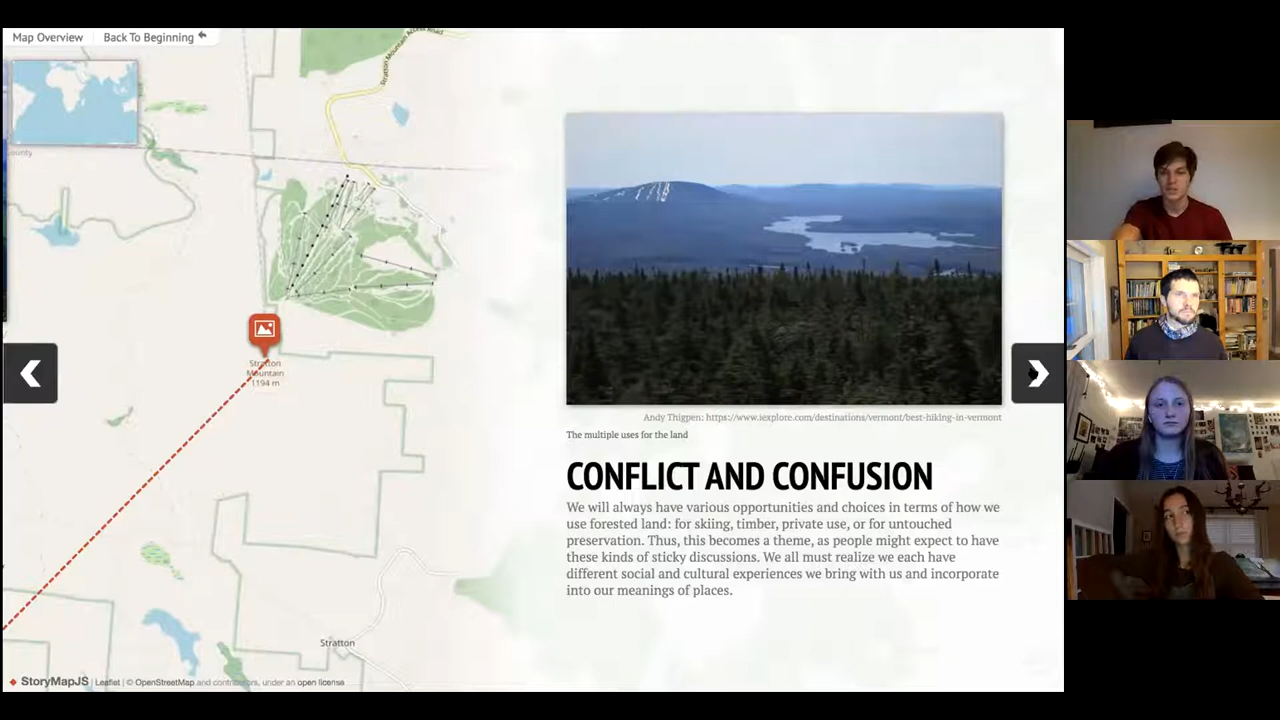 Map Overview
Back To Beginning
Stratton Mountain Access Road
ounty
Stratton
Mountain
1194 m
Stratton
StoryMapJS | Leaflet | © OpenStreetMap and contributors, under an open license
Andy Thigpen: https://www.iexplore.com/destinations/vermont/best-hiking-in-vermont
The multiple uses for the land
CONFLICT AND CONFUSION
We will always have various opportunities and choices in terms of how we
use forested land: for skiing, timber, private use, or for untouched
preservation. Thus, this becomes a theme, as people might expect to have
these kinds of sticky discussions. We all must realize we each have
different social and cultural experiences we bring with us and incorporate
into our meanings of places.